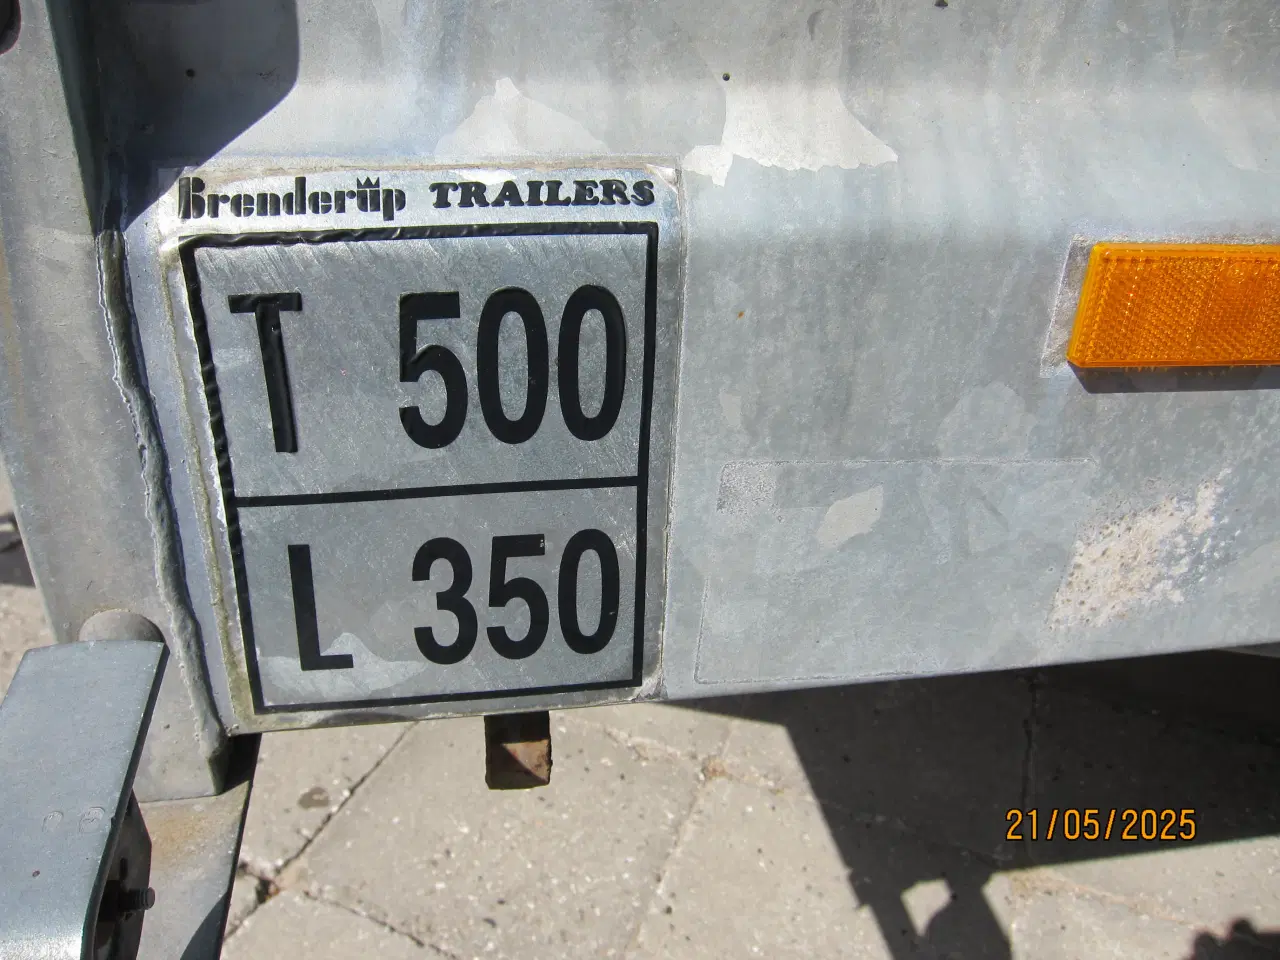 Brenderup TRAILERS
T 500
L 350
21/05/2025